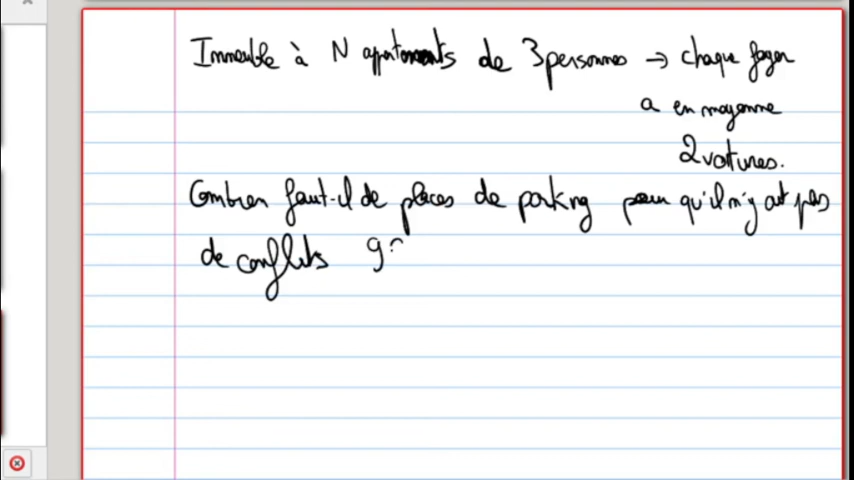 Immeuble à N appartements de 3 personnes → chaque foyer
a en moyenne
2 voitures.
Combien faut-il de places de parking pour qu'il n'y ait pas
de conflits 9